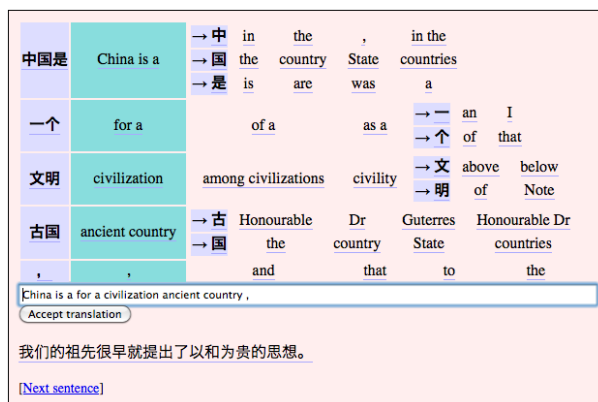 → 中 in the , in the
中国是 China is a → 国 the country State countries
→ 是 is are was a
一个 for a of a as a → 一 an I
→ 个 of that
文明 civilization among civilizations civility → 文 above below
→ 明 of Note
古国 ancient country → 古 Honourable Dr Guterres Honourable Dr
→ 国 the country State countries
， , and that to the
China is a for a civilization ancient country ,
Accept translation
我们的祖先很早就提出了以和为贵的思想。
[Next sentence]